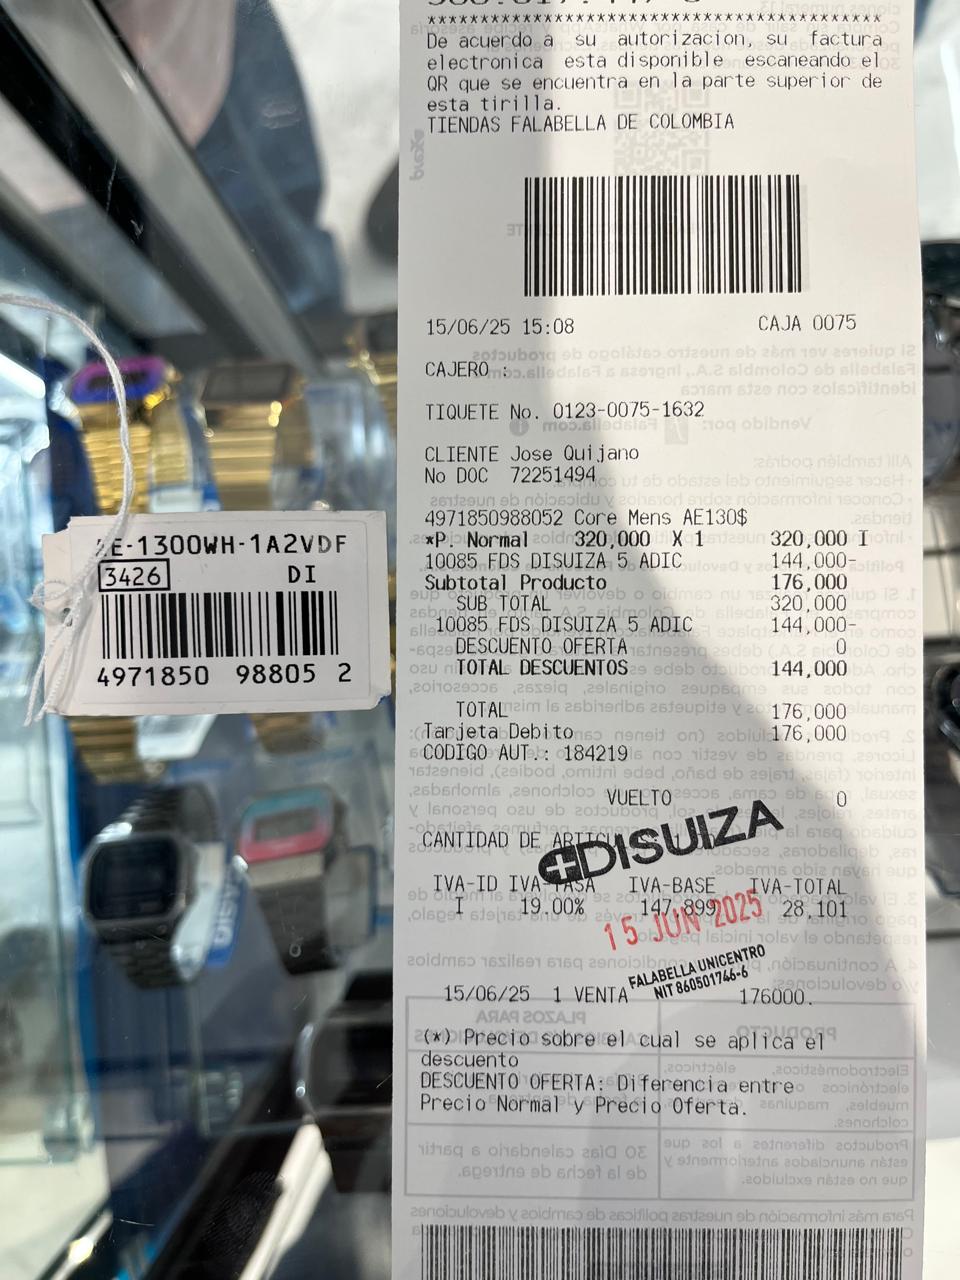 ********************************************
De acuerdo a su autorizacion, su factura
electronica esta disponible escaneando el
QR que se encuentra en la parte superior de
esta tirilla.
TIENDAS FALABELLA DE COLOMBIA
15/06/25 15:08 CAJA 0075
CAJERO :
TIQUETE No. 0123-0075-1632
CLIENTE Jose Quijano
No DOC 72251494
4971850988052 Core Mens AE130$
*P. Normal 320,000 X 1 320,000 I
10085 FDS DISUIZA 5 ADIC 144,000-
Subtotal Producto 176,000
SUB TOTAL 320,000
10085 FDS DISUIZA 5 ADIC 144,000-
DESCUENTO OFERTA 0
TOTAL DESCUENTOS 144,000
TOTAL 176,000
Tarjeta Debito 176,000
CODIGO AUT.: 184219
VUELTO 0
CANTIDAD DE
DISUIZA
IVA-ID IVA-TASA IVA-BASE IVA-TOTAL
I 19.00% 147,899 28,101
15 JUN 2025
FALABELLA UNICENTRO
NIT 860501746-6
15/06/25 1 VENTA 176000.
(*) Precio sobre el cual se aplica el
descuento
DESCUENTO OFERTA: Diferencia entre
Precio Normal y Precio Oferta.
AE-1300WH-1A2VDF
3426 DI
4971850 98805 2